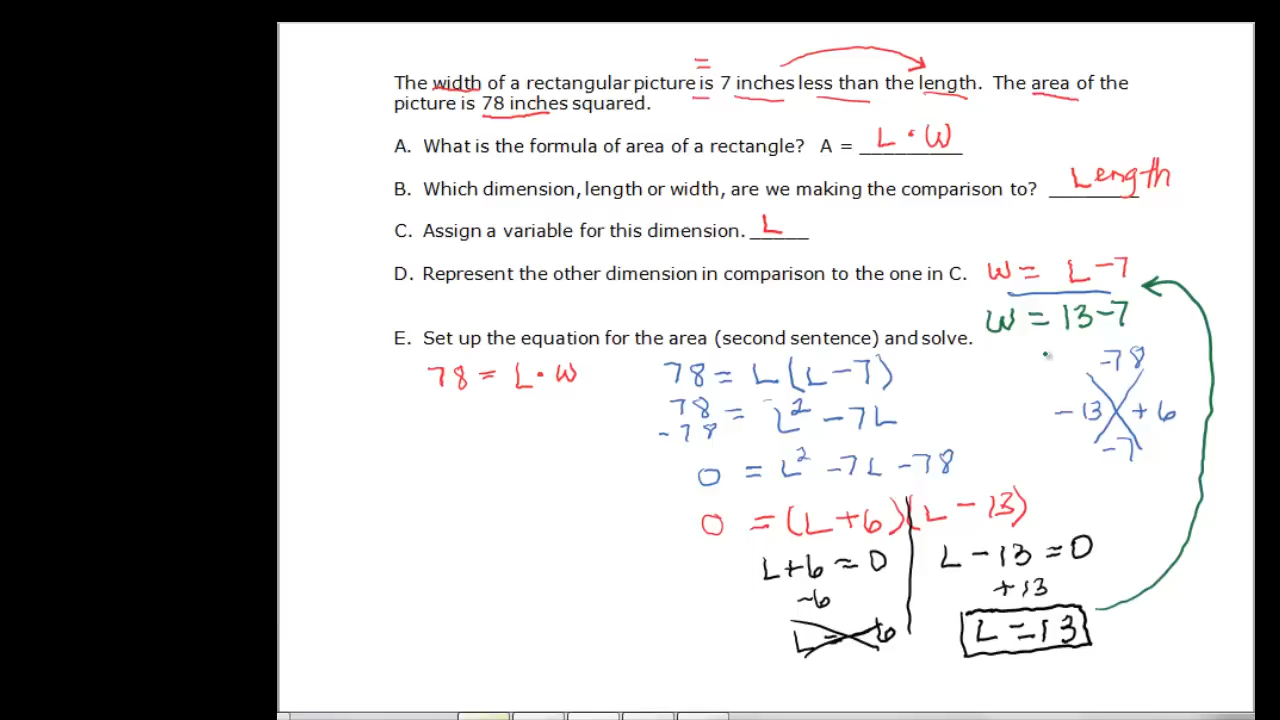 =
The width of a rectangular picture is 7 inches less than the length. The area of the
picture is 78 inches squared.
A. What is the formula of area of a rectangle? A = L · W
B. Which dimension, length or width, are we making the comparison to? Length
C. Assign a variable for this dimension. L
D. Represent the other dimension in comparison to the one in C. W = L - 7
W = 13 - 7
E. Set up the equation for the area (second sentence) and solve.
78 = L · W
78 = L(L - 7)
78 = L² - 7L
- 78
0 = L² - 7L - 78
-78
- 13 + 6
-7
0 = (L + 6)(L - 13)
L + 6 = 0
- 6
L = - 6
L - 13 = 0
+ 13
L = 13